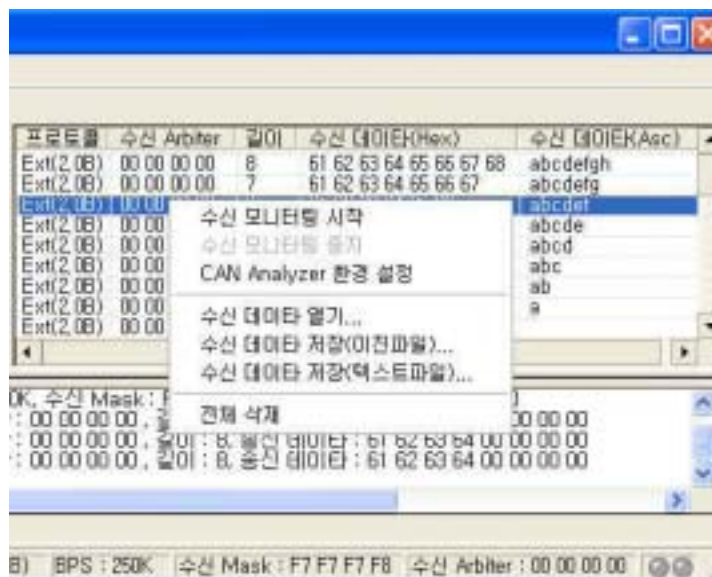 프로토콜 수신 Arbiter 길이 수신 데이타(Hex) 수신 데이타(Asc)
Ext(2,0B) 00 00 00 00 8 61 62 63 64 65 66 67 68 abcdefgh
Ext(2,0B) 00 00 00 00 7 61 62 63 64 65 66 67 abcdefg
Ext(2,0B) 00 00 abcdef
Ext(2,0B) 00 00 abcde
Ext(2,0B) 00 00 abcd
Ext(2,0B) 00 00 abc
Ext(2,0B) 00 00 ab
Ext(2,0B) 00 00 a
Ext(2,0B) 00 00
수신 모니터링 시작
수신 모니터링 중지
CAN Analyzer 환경 설정
수신 데이타 열기...
수신 데이타 저장(이진파일)...
수신 데이타 저장(텍스트파일)...
전체 삭제
0K, 수신 Mask : F
: 00 00 00 00 , 00 00 00
: 00 00 00 00 , 길이 : 8, 송신 데이타 : 61 62 63 64 00 00 00 00
: 00 00 00 00 , 길이 : 8, 송신 데이타 : 61 62 63 64 00 00 00 00
B) BPS : 250K 수신 Mask : F7 F7 F7 F8 수신 Arbiter : 00 00 00 00